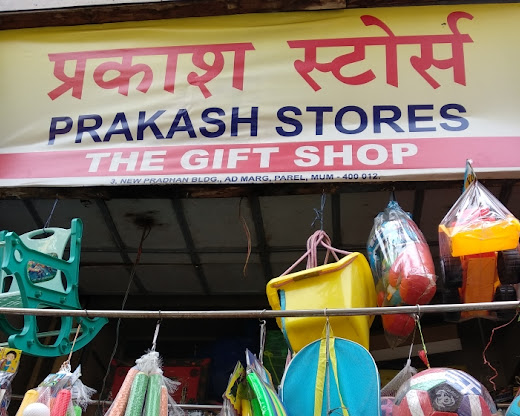 प्रकाश स्टोर्स
PRAKASH STORES
THE GIFT SHOP
3, NEW PRADHAN BLDG., AD MARG, PAREL, MUM - 400 012.